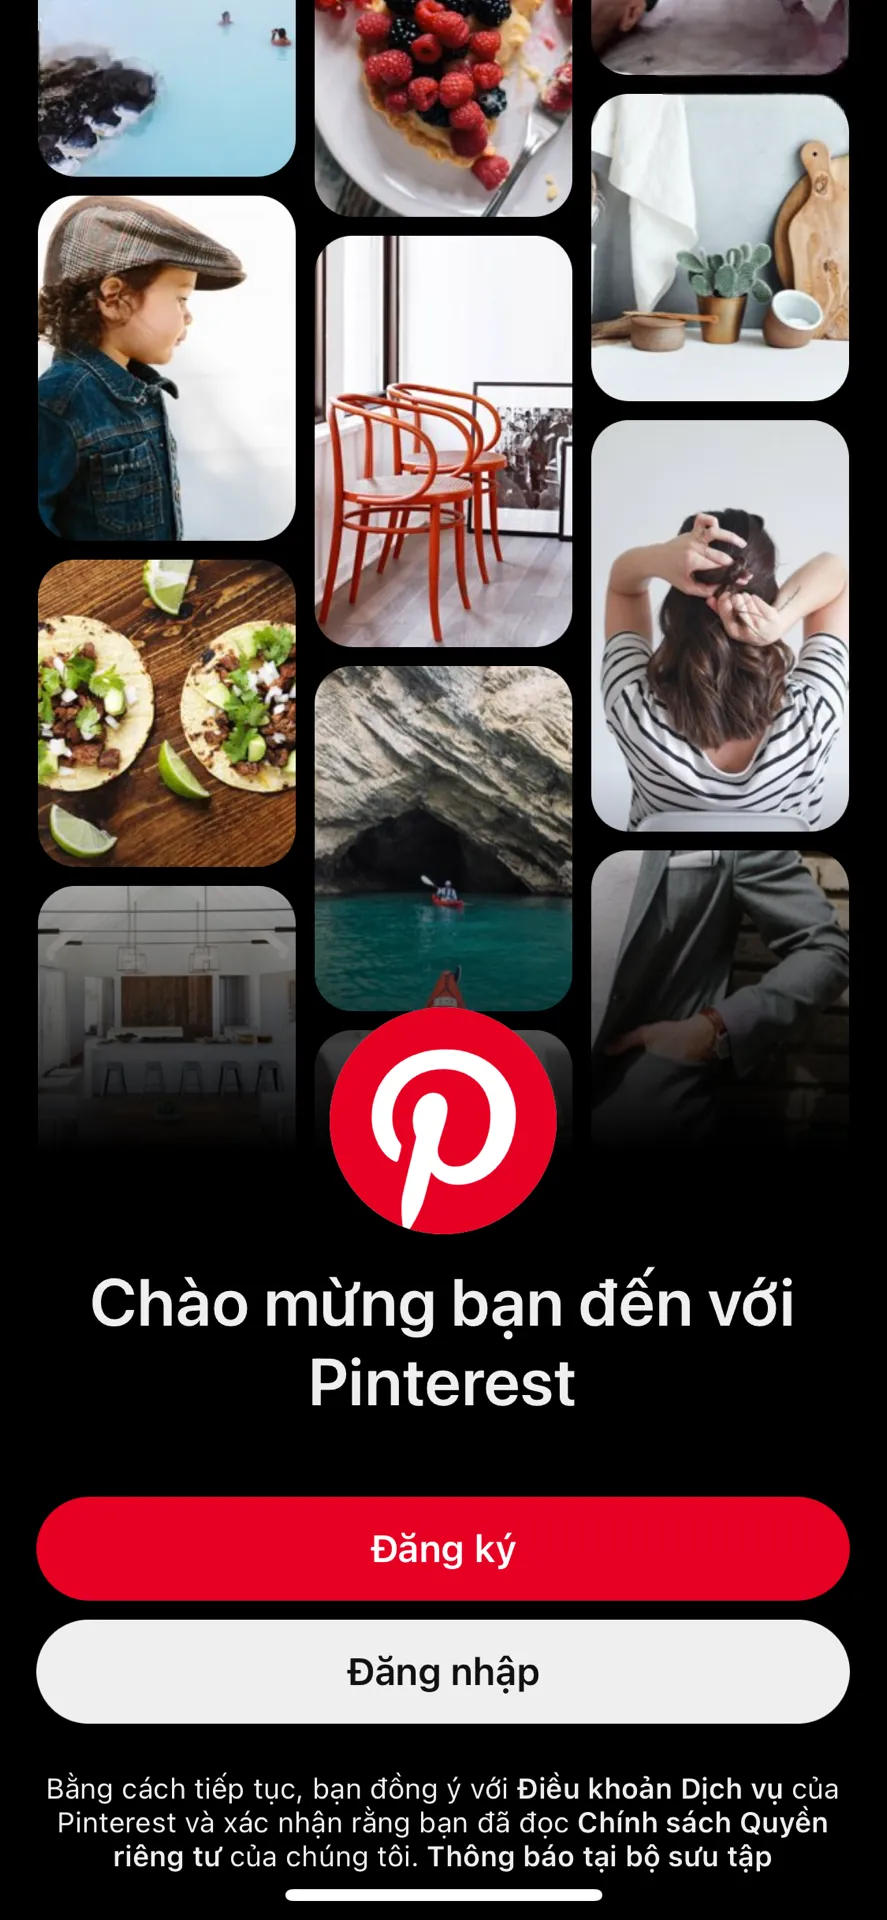 Chào mừng bạn đến với
Pinterest
Đăng ký
Đăng nhập
Bằng cách tiếp tục, bạn đồng ý với Điều khoản Dịch vụ của
Pinterest và xác nhận rằng bạn đã đọc Chính sách Quyền
riêng tư của chúng tôi. Thông báo tại bộ sưu tập